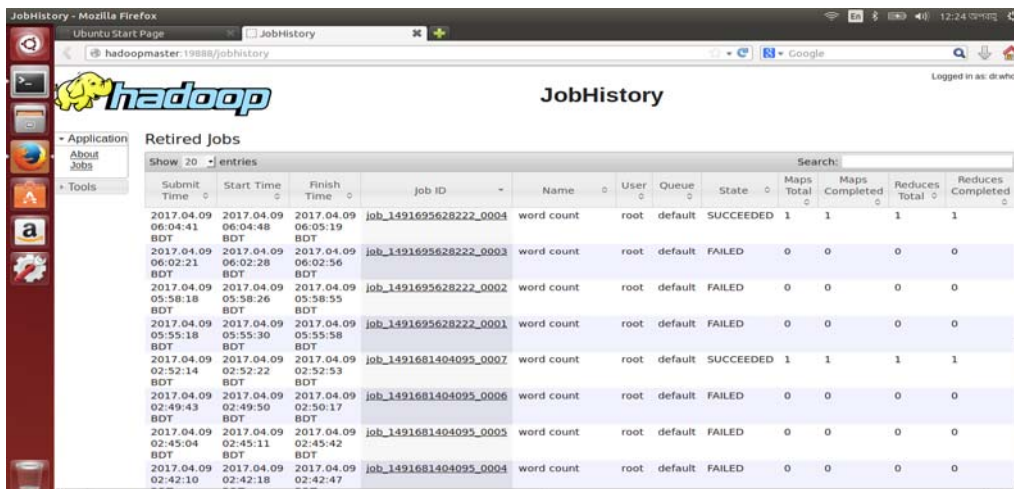 JobHistory - Mozilla Firefox
En
12:24
Ubuntu Start Page
JobHistory
hadoopmaster:19888/jobhistory
Google
Logged in as: dr.who
hadoop
JobHistory
Application
About
Jobs
Tools
Retired Jobs
Show 20 entries
Search:
Submit Time Start Time Finish Time Job ID Name User Queue State Maps Total Maps Completed Reduces Total Reduces Completed
2017.04.09 2017.04.09 2017.04.09 job_1491695628222_0004 word count root default SUCCEEDED 1 1 1 1
06:04:41 06:04:48 06:05:19
BDT BDT BDT
2017.04.09 2017.04.09 2017.04.09 job_1491695628222_0003 word count root default FAILED 0 0 0 0
06:02:21 06:02:28 06:02:56
BDT BDT BDT
2017.04.09 2017.04.09 2017.04.09 job_1491695628222_0002 word count root default FAILED 0 0 0 0
05:58:18 05:58:26 05:58:55
BDT BDT BDT
2017.04.09 2017.04.09 2017.04.09 job_1491695628222_0001 word count root default FAILED 0 0 0 0
05:55:18 05:55:30 05:55:58
BDT BDT BDT
2017.04.09 2017.04.09 2017.04.09 job_1491681404095_0007 word count root default SUCCEEDED 1 1 1 1
02:52:14 02:52:22 02:52:53
BDT BDT BDT
2017.04.09 2017.04.09 2017.04.09 job_1491681404095_0006 word count root default FAILED 0 0 0 0
02:49:43 02:49:50 02:50:17
BDT BDT BDT
2017.04.09 2017.04.09 2017.04.09 job_1491681404095_0005 word count root default FAILED 0 0 0 0
02:45:04 02:45:11 02:45:42
BDT BDT BDT
2017.04.09 2017.04.09 2017.04.09 job_1491681404095_0004 word count root default FAILED 0 0 0 0
02:42:10 02:42:18 02:42:47